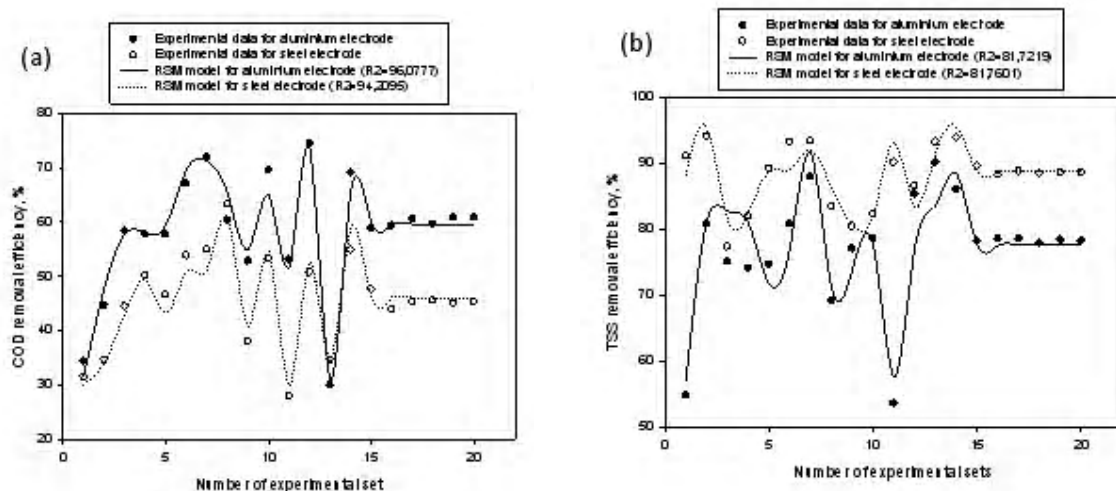 (a)
Experimental data for aluminium electrode
Experimental data for steel electrode
RSM model for aluminium electrode (R2=96,0777)
RSM model for steel electrode (R2=94,2095)
80
70
60
50
40
30
20
COD removal efficiency, %
0
5
10
15
20
Number of experimental set
(b)
Experimental data for aluminium electrode
Experimental data for steel electrode
RSM model for aluminium electrode (R2=81,7219)
RSM model for steel electrode (R2=81,7601)
100
90
80
70
60
50
TSS removale efficiency, %
0
5
10
15
20
Number of experimental sets